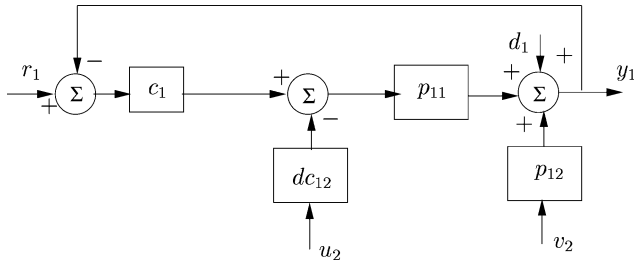 −
d₁
+
r₁
y₁
+
Σ
c₁
+
Σ
p₁₁
+
Σ
−
+
dc₁₂
p₁₂
u₂
v₂